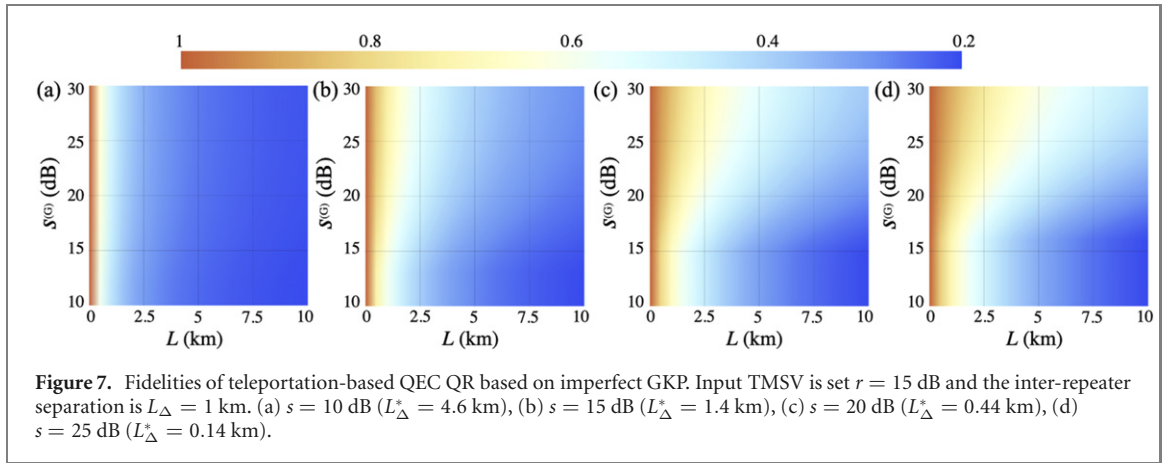 1 0.8 0.6 0.4 0.2
(a) (b) (c) (d)
30 30 30 30
25 25 25 25
20 20 20 20
15 15 15 15
10 10 10 10
S⁽ᴳ⁾ (dB) S⁽ᴳ⁾ (dB) S⁽ᴳ⁾ (dB) S⁽ᴳ⁾ (dB)
0 2.5 5 7.5 10 0 2.5 5 7.5 10 0 2.5 5 7.5 10 0 2.5 5 7.5 10
L (km) L (km) L (km) L (km)
Figure 7. Fidelities of teleportation-based QEC QR based on imperfect GKP. Input TMSV is set r = 15 dB and the inter-repeater
separation is L_Δ = 1 km. (a) s = 10 dB (L*_Δ = 4.6 km), (b) s = 15 dB (L*_Δ = 1.4 km), (c) s = 20 dB (L*_Δ = 0.44 km), (d)
s = 25 dB (L*_Δ = 0.14 km).